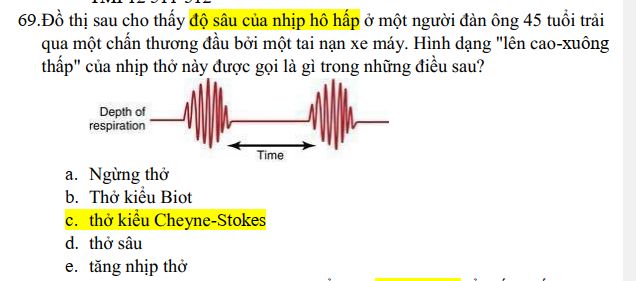 69.Đồ thị sau cho thấy độ sâu của nhịp hô hấp ở một người đàn ông 45 tuổi trải
qua một chấn thương đầu bởi một tai nạn xe máy. Hình dạng "lên cao-xuông
thấp" của nhịp thở này được gọi là gì trong những điều sau?
Depth of
respiration
Time
a. Ngừng thở
b. Thở kiểu Biot
c. thở kiểu Cheyne-Stokes
d. thở sâu
e. tăng nhịp thở